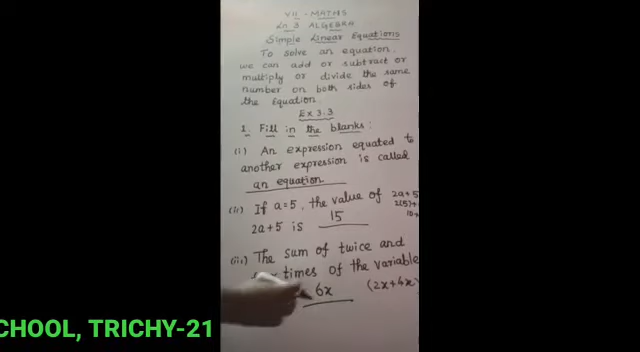 VII - MATHS
Ln 3 ALGEBRA
Simple Linear Equations
To solve an equation,
we can add or subtract or
multiply or divide the same
number on both sides of
the Equation.
Ex 3.3
1. Fill in the blanks:
(i) An expression equated to
another expression is called
an equation
(ii) If a=5, the value of 2a+5
2a+5 is 15
(iii) The sum of twice and
times of the variable
6x (2x+4x)
CHOOL, TRICHY-21